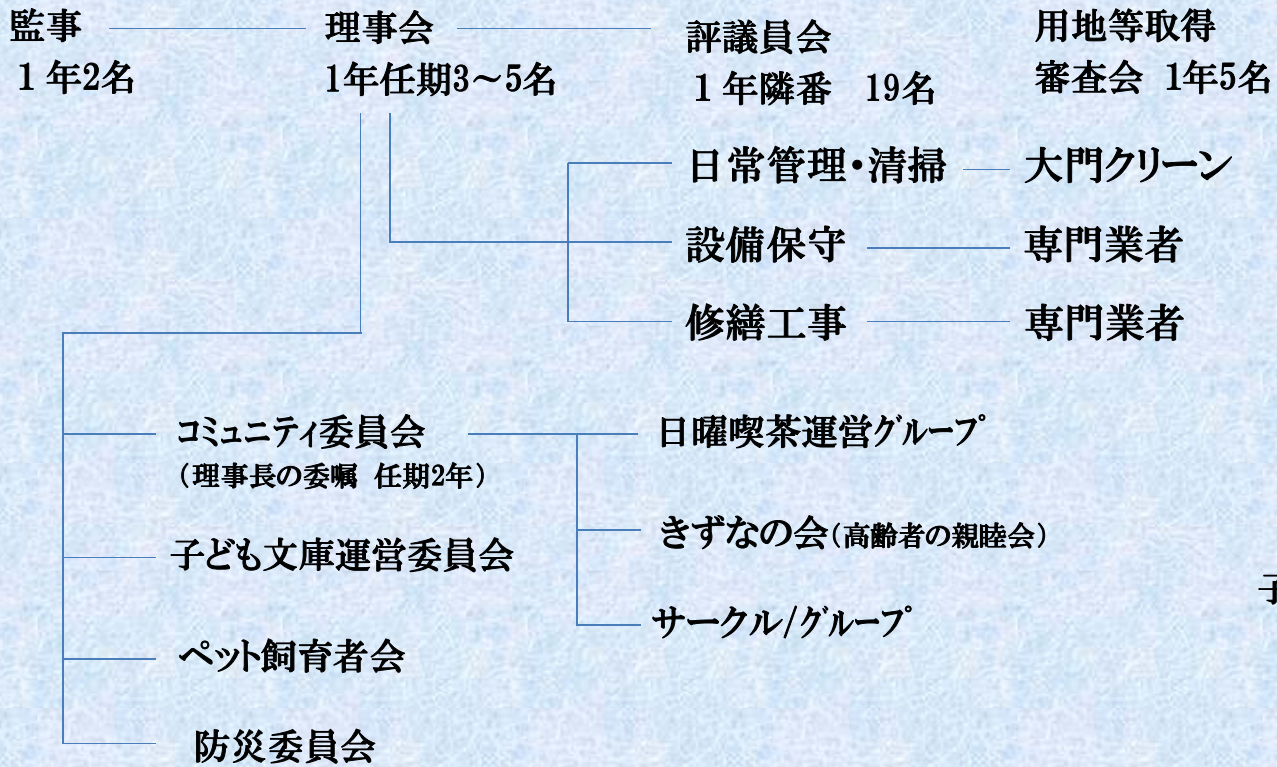 監事
1年2名
理事会
1年任期3~5名
評議員会
1年隣番 19名
用地等取得
審査会 1年5名
日常管理・清掃
大門クリーン
設備保守
専門業者
修繕工事
専門業者
コミュニティ委員会
(理事長の委嘱 任期2年)
日曜喫茶運営グループ
きずなの会(高齢者の親睦会)
子ども文庫運営委員会
子
サークル/グループ
ペット飼育者会
防災委員会